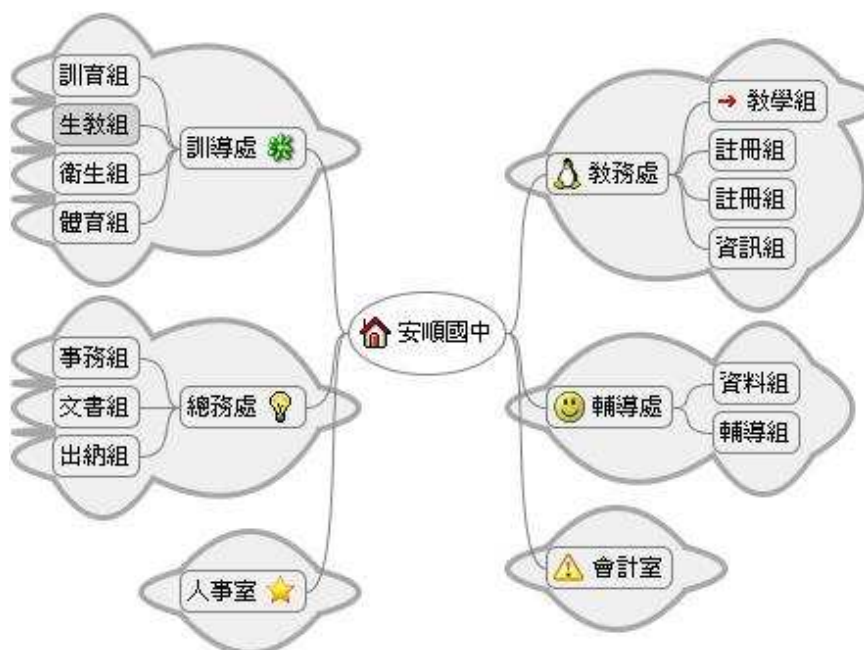 安順國中
訓導處
訓育組
生教組
衛生組
體育組
總務處
事務組
文書組
出納組
人事室
教務處
教學組
註冊組
註冊組
資訊組
輔導處
資料組
輔導組
會計室